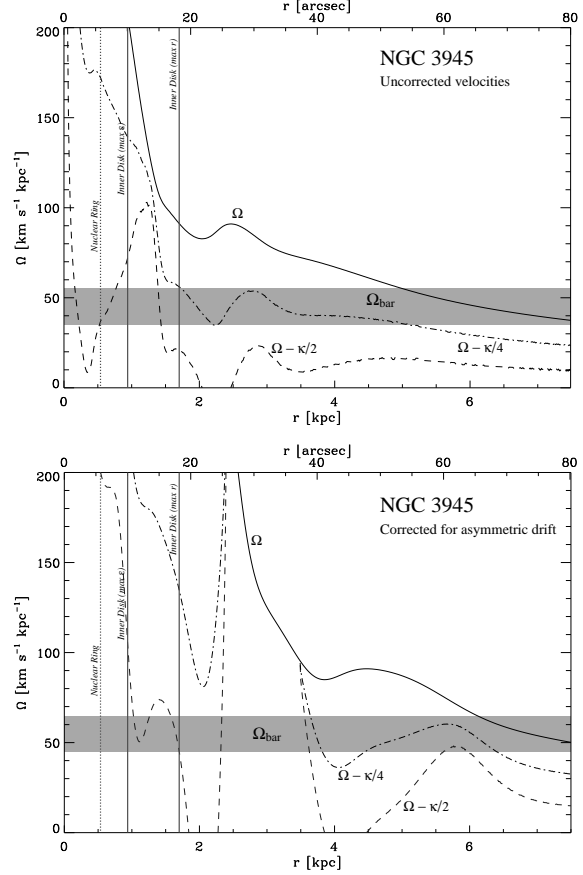 r [arcsec]
0 20 40 60 80
200
150
100
50
0
Ω [km s⁻¹ kpc⁻¹]
NGC 3945
Uncorrected velocities
Nuclear Ring
Inner Disk (max ε)
Inner Disk (max r)
Ω
Ω_bar
Ω − κ/2
Ω − κ/4
0 2 4 6
r [kpc]
r [arcsec]
0 20 40 60 80
200
150
100
50
0
Ω [km s⁻¹ kpc⁻¹]
NGC 3945
Corrected for asymmetric drift
Nuclear Ring
Inner Disk (max ε)
Inner Disk (max r)
Ω
Ω_bar
Ω − κ/4
Ω − κ/2
0 2 4 6
r [kpc]